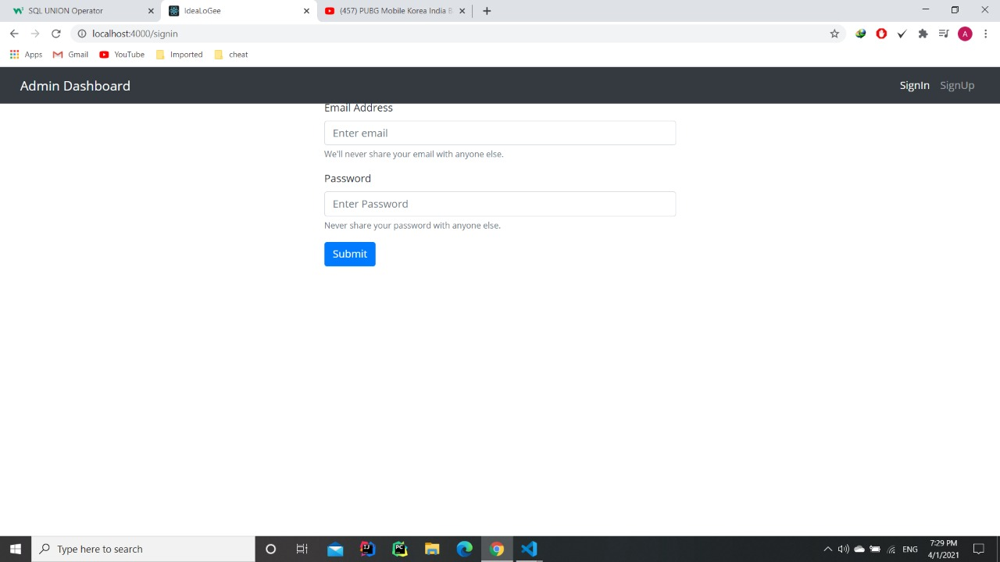 SQL UNION Operator
IdeaLoGee
(457) PUBG Mobile Korea India B
localhost:4000/signin
A
Apps
Gmail
YouTube
Imported
cheat
Admin Dashboard
SignIn
SignUp
Email Address
Enter email
We'll never share your email with anyone else.
Password
Enter Password
Never share your password with anyone else.
Submit
Type here to search
ENG
7:29 PM
4/1/2021